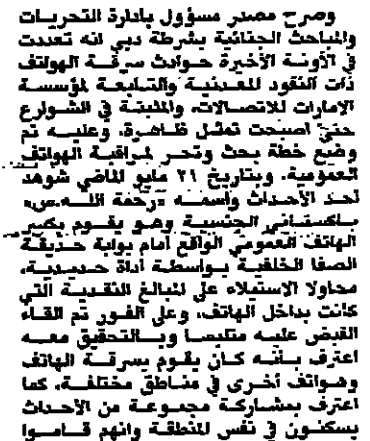 وصرح مصدر مسؤول بادارة التحريات
والمباحث الجنائية بشرطة دبي انه تعددت
في الآونة الأخيرة حوادث سرقة الهواتف
ذات النقود المعدنية والتابعة لمؤسسة
الإمارات للاتصالات، والمثبتة في الشوارع
حتى اصبحت تمثل ظاهرة، وعليه تم
وضع خطة بحث وتحر لمراقبة الهواتف
العمومية. وبتاريخ ٢١ مايو الماضي شوهد
أحد الأحداث واسمه «رحمة الله.س»
باكستاني الجنسية وهو يقوم بكسر
الهاتف العمومي الواقع أمام بوابة حديقة
الصفا الخلفية بواسطة أداة حديدية،
محاولا الاستيلاء على المبالغ النقدية التي
كانت بداخل الهاتف، وعلى الفور تم القاء
القبض عليه متلبسا وبالتحقيق معه
اعترف بأنه كان يقوم بسرقة الهاتف
وهواتف أخرى في مناطق مختلفة، كما
اعترف بمشاركة مجموعة من الأحداث
يسكنون في نفس المنطقة وانهم قاموا